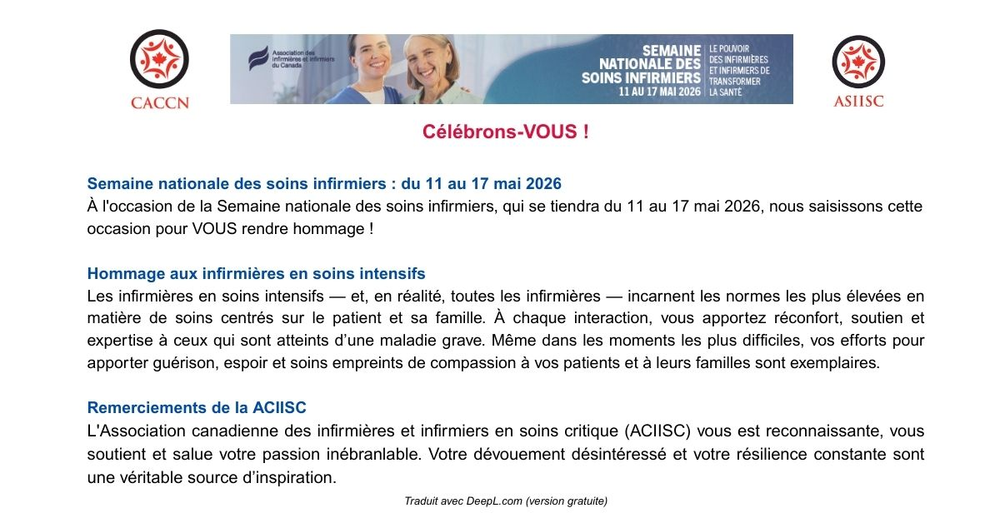 CACCN
Association des
infirmières et infirmiers
du Canada
SEMAINE
NATIONALE DES
SOINS INFIRMIERS
11 AU 17 MAI 2026
LE POUVOIR
DES INFIRMIÈRES
ET INFIRMIERS DE
TRANSFORMER
LA SANTÉ
ASIISC
Célébrons-VOUS !
Semaine nationale des soins infirmiers : du 11 au 17 mai 2026
À l'occasion de la Semaine nationale des soins infirmiers, qui se tiendra du 11 au 17 mai 2026, nous saisissons cette
occasion pour VOUS rendre hommage !
Hommage aux infirmières en soins intensifs
Les infirmières en soins intensifs — et, en réalité, toutes les infirmières — incarnent les normes les plus élevées en
matière de soins centrés sur le patient et sa famille. À chaque interaction, vous apportez réconfort, soutien et
expertise à ceux qui sont atteints d’une maladie grave. Même dans les moments les plus difficiles, vos efforts pour
apporter guérison, espoir et soins empreints de compassion à vos patients et à leurs familles sont exemplaires.
Remerciements de la ACIISC
L'Association canadienne des infirmières et infirmiers en soins critique (ACIISC) vous est reconnaissante, vous
soutient et salue votre passion inébranlable. Votre dévouement désintéressé et votre résilience constante sont
une véritable source d’inspiration.
Traduit avec DeepL.com (version gratuite)